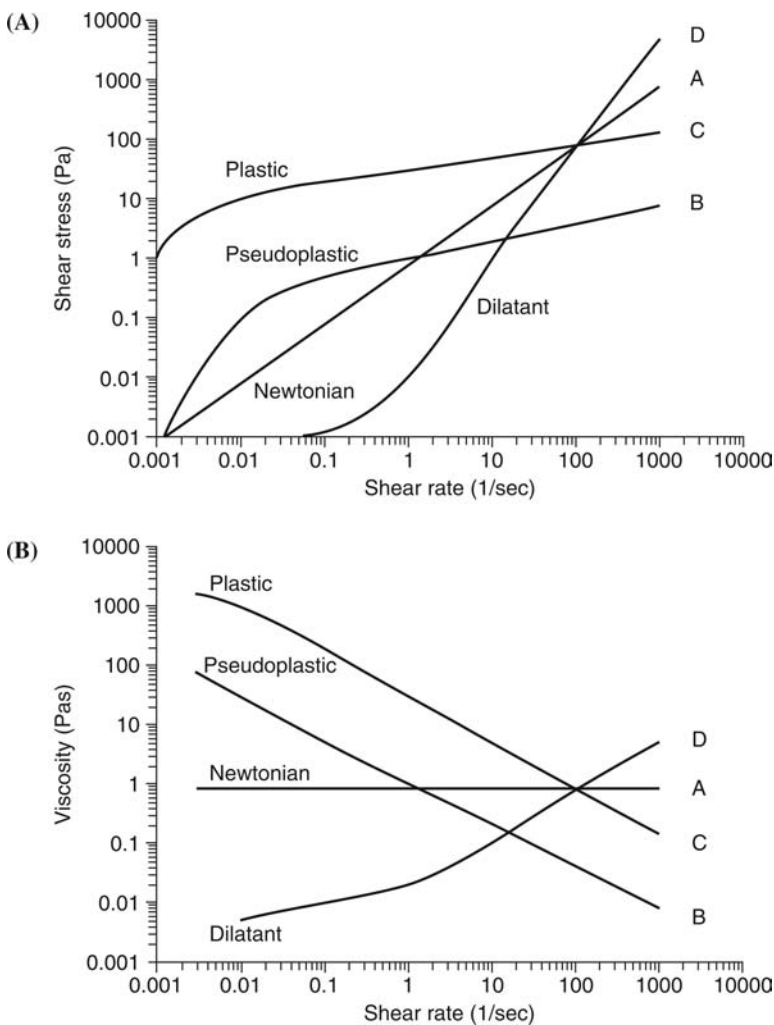 (A)
10000
1000
100
10
1
0.1
0.01
0.001
Shear stress (Pa)
Plastic
Pseudoplastic
Newtonian
Dilatant
D
A
C
B
0.001 0.01 0.1 1 10 100 1000 10000
Shear rate (1/sec)
(B)
10000
1000
100
10
1
0.1
0.01
0.001
Viscosity (Pas)
Plastic
Pseudoplastic
Newtonian
Dilatant
D
A
C
B
0.001 0.01 0.1 1 10 100 1000 10000
Shear rate (1/sec)